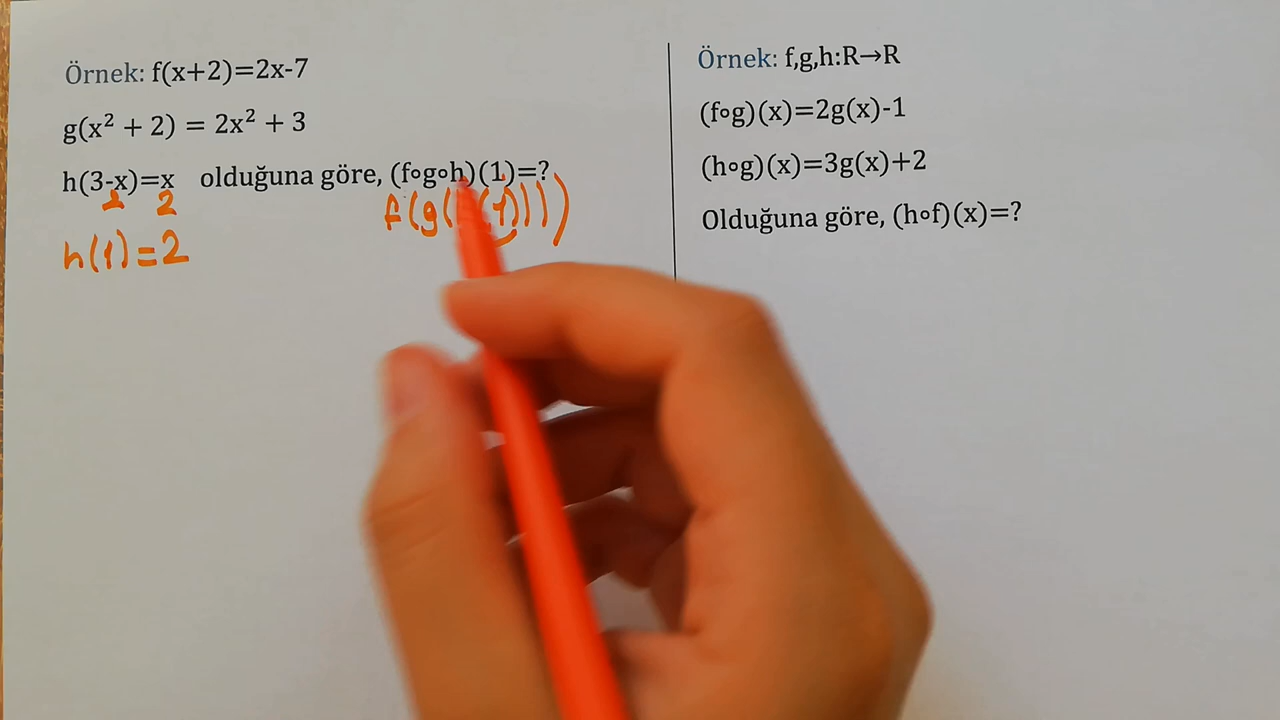 Örnek: f(x+2)=2x-7
g(x² + 2) = 2x² + 3
h(3-x)=x olduğuna göre, (f∘g∘h)(1)=?
2 2
f(g( (1)))
h(1)=2
Örnek: f,g,h:R→R
(f∘g)(x)=2g(x)-1
(h∘g)(x)=3g(x)+2
Olduğuna göre, (h∘f)(x)=?